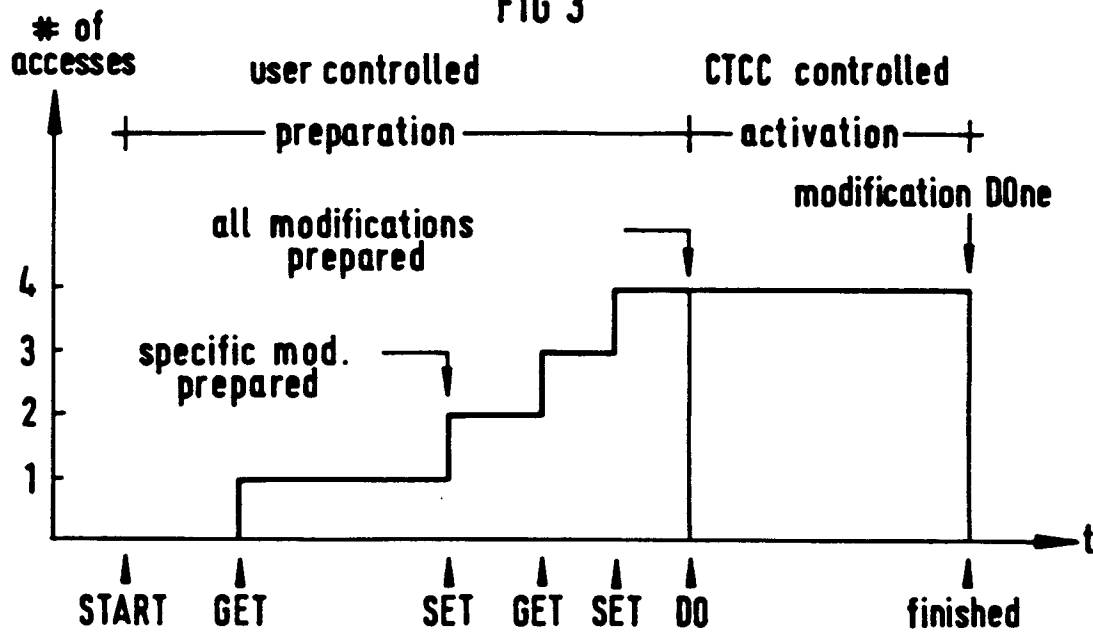 FIG 3
# of
accesses
user controlled
CTCC controlled
preparation
activation
modification DOne
all modifications
prepared
4
specific mod.
prepared
3
2
1
t
START GET SET GET SET DO finished